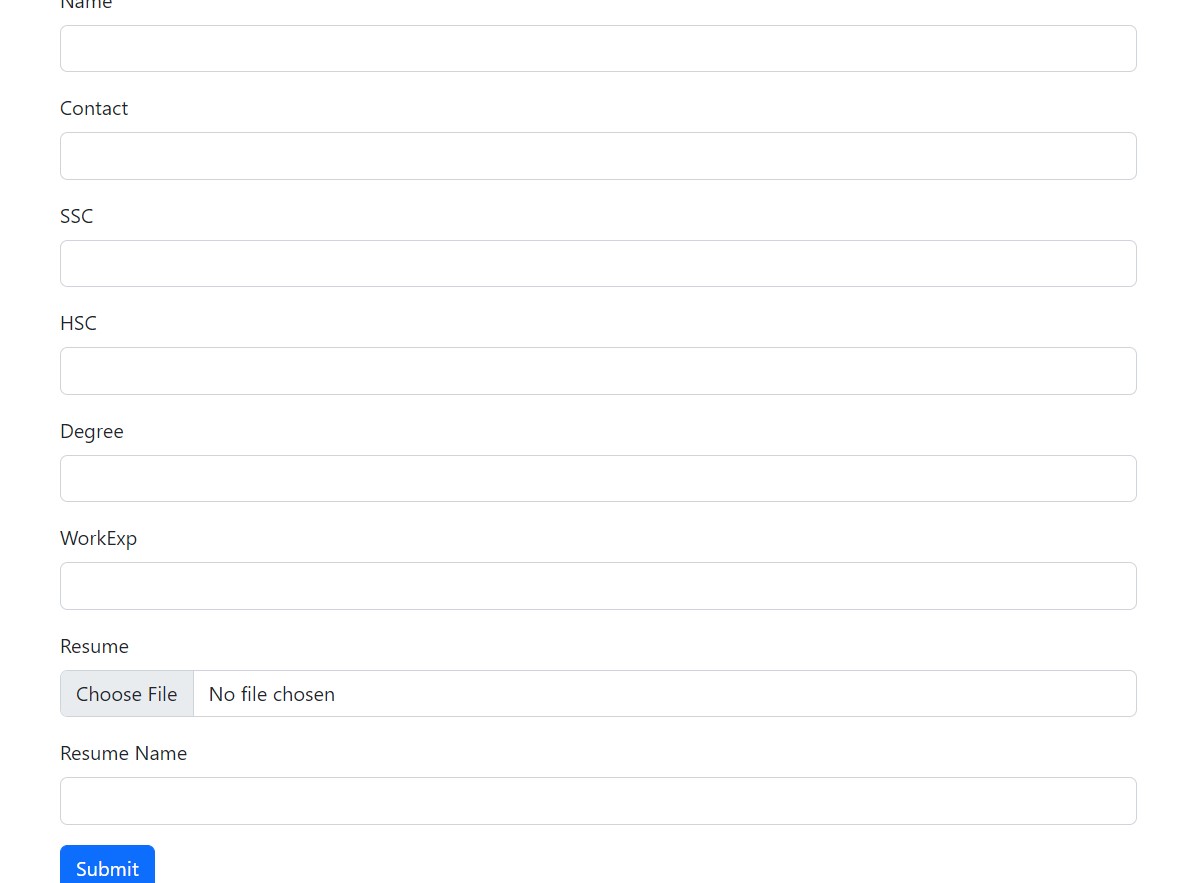 Name
Contact
SSC
HSC
Degree
WorkExp
Resume
Choose File No file chosen
Resume Name
Submit